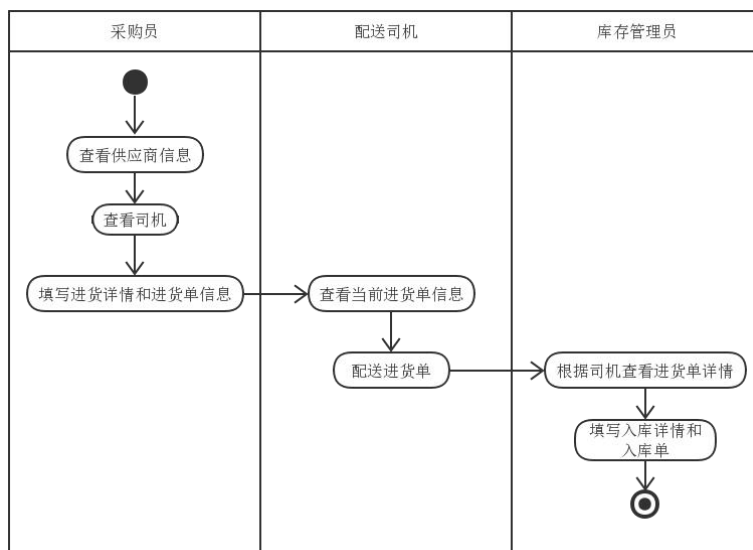 采购员
配送司机
库存管理员
查看供应商信息
查看司机
填写进货详情和进货单信息
查看当前进货单信息
配送进货单
根据司机查看进货单详情
填写入库详情和
入库单